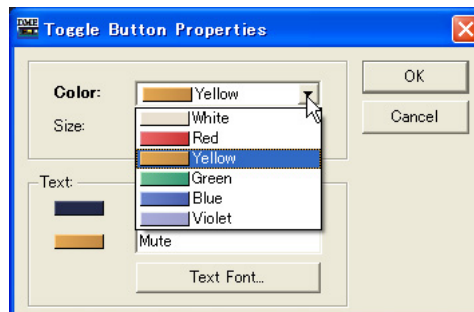 DME
Toggle Button Properties
OK
Color:
Yellow
White
Cancel
Size:
Red
Yellow
Green
Text:
Blue
Violet
Mute
Text Font...